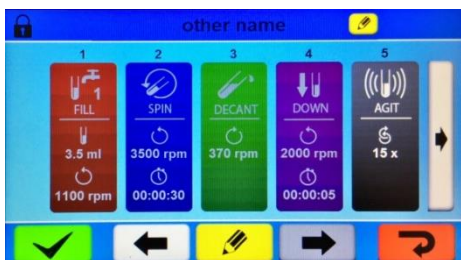 other name
1
2
3
4
5
1
FILL
SPIN
DECANT
DOWN
AGIT
3.5 ml
3500 rpm
370 rpm
2000 rpm
15 x
1100 rpm
00:00:30
00:00:05